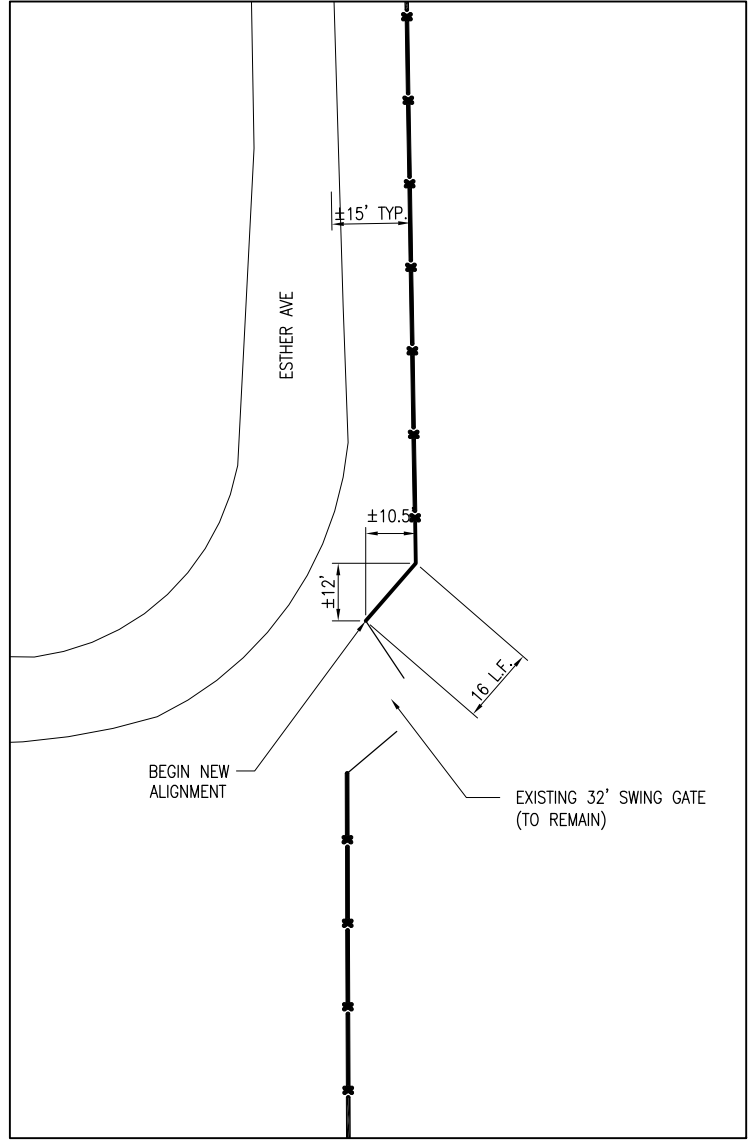 ±15' TYP.
ESTHER AVE
±10.5'
±12'
16 L.F.
BEGIN NEW
ALIGNMENT
EXISTING 32' SWING GATE
(TO REMAIN)